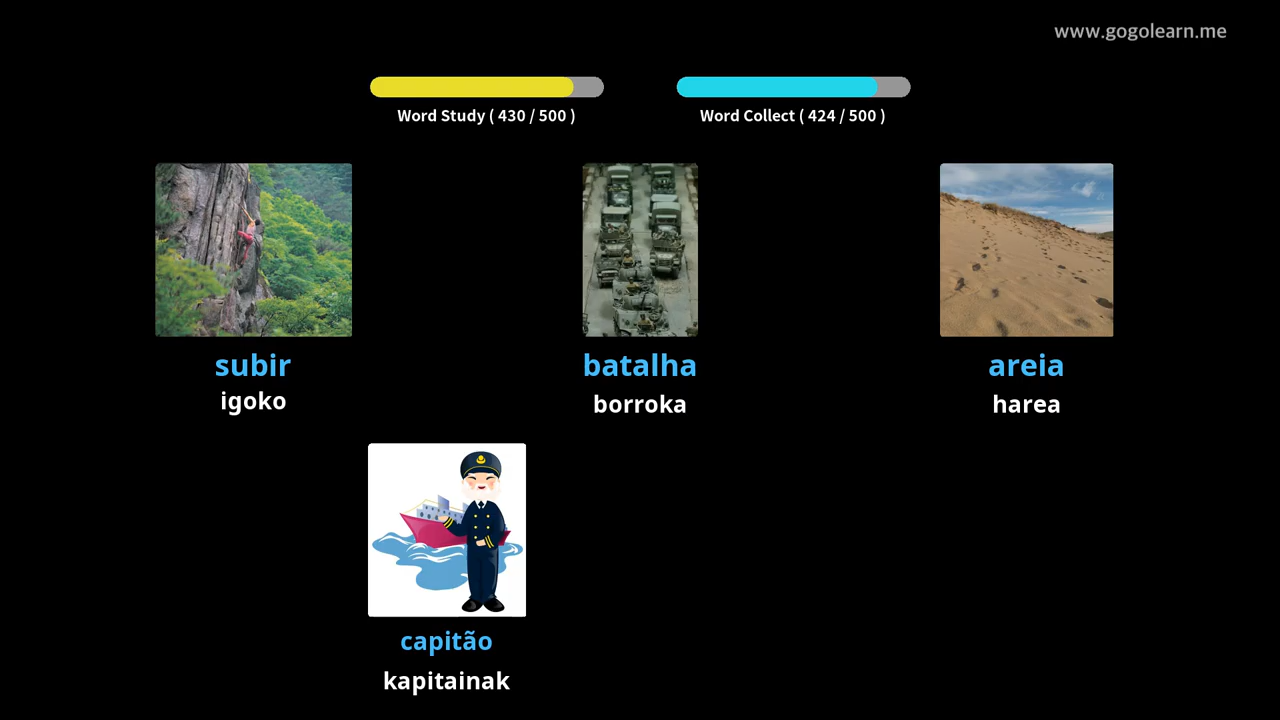 www.gogolearn.me
Word Study ( 430 / 500 )
Word Collect ( 424 / 500 )
subir
igoko
batalha
borroka
areia
harea
capitão
kapitainak